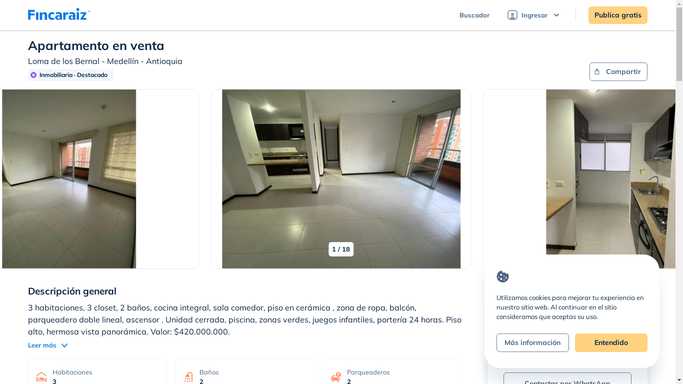 Fincaraiz
Buscador
Ingresar
Publica gratis
Apartamento en venta
Loma de los Bernal - Medellín - Antioquia
Inmobiliaria · Destacado
Compartir
1 / 18
Descripción general
3 habitaciones, 3 closet, 2 baños, cocina integral, sala comedor, piso en cerámica , zona de ropa, balcón,
parqueadero doble lineal, ascensor , Unidad cerrada, piscina, zonas verdes, juegos infantiles, portería 24 horas. Piso
alto, hermosa vista panorámica. Valor: $420.000.000.
Leer más
Habitaciones
3
Baños
2
Parqueaderos
2
Utilizamos cookies para mejorar tu experiencia en
nuestro sitio web. Al continuar en el sitio
consideramos que aceptas su uso.
Más información
Entendido
Contactar por WhatsApp